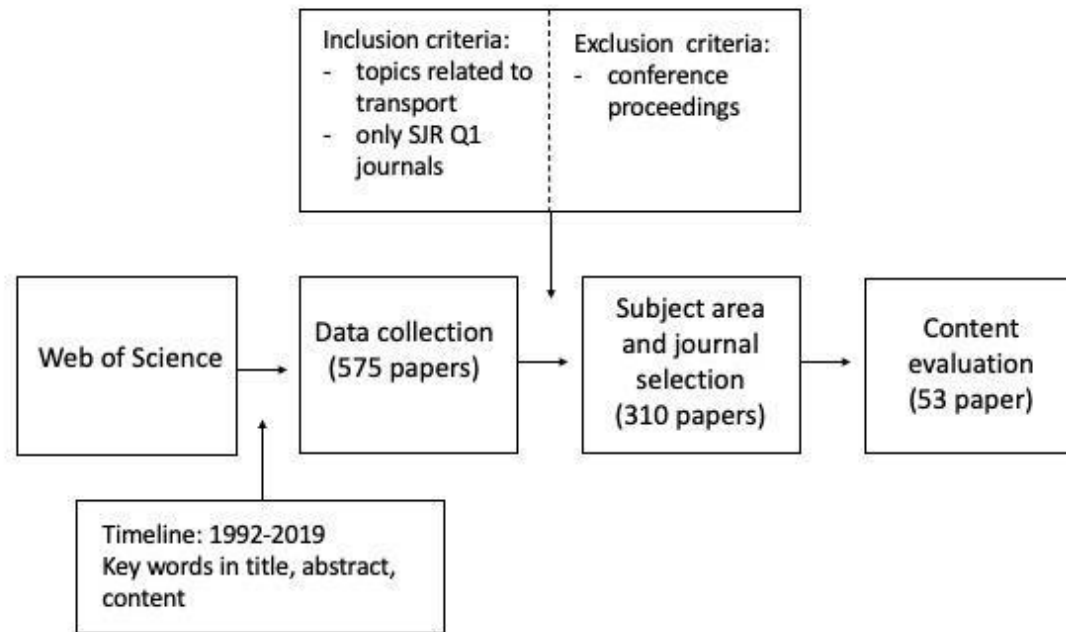 Inclusion criteria:
- topics related to
transport
- only SJR Q1
journals
Exclusion criteria:
- conference
proceedings
Web of Science
Data collection
(575 papers)
Subject area
and journal
selection
(310 papers)
Content
evaluation
(53 paper)
Timeline: 1992-2019
Key words in title, abstract,
content